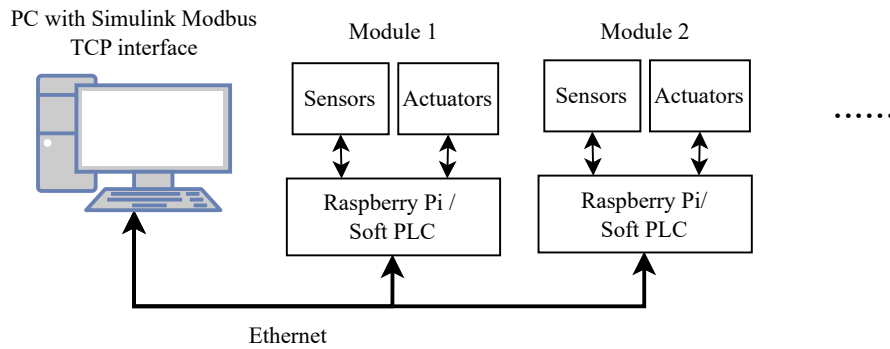 PC with Simulink Modbus
TCP interface
Module 1
Module 2
Sensors
Actuators
Sensors
Actuators
......
Raspberry Pi /
Soft PLC
Raspberry Pi/
Soft PLC
Ethernet